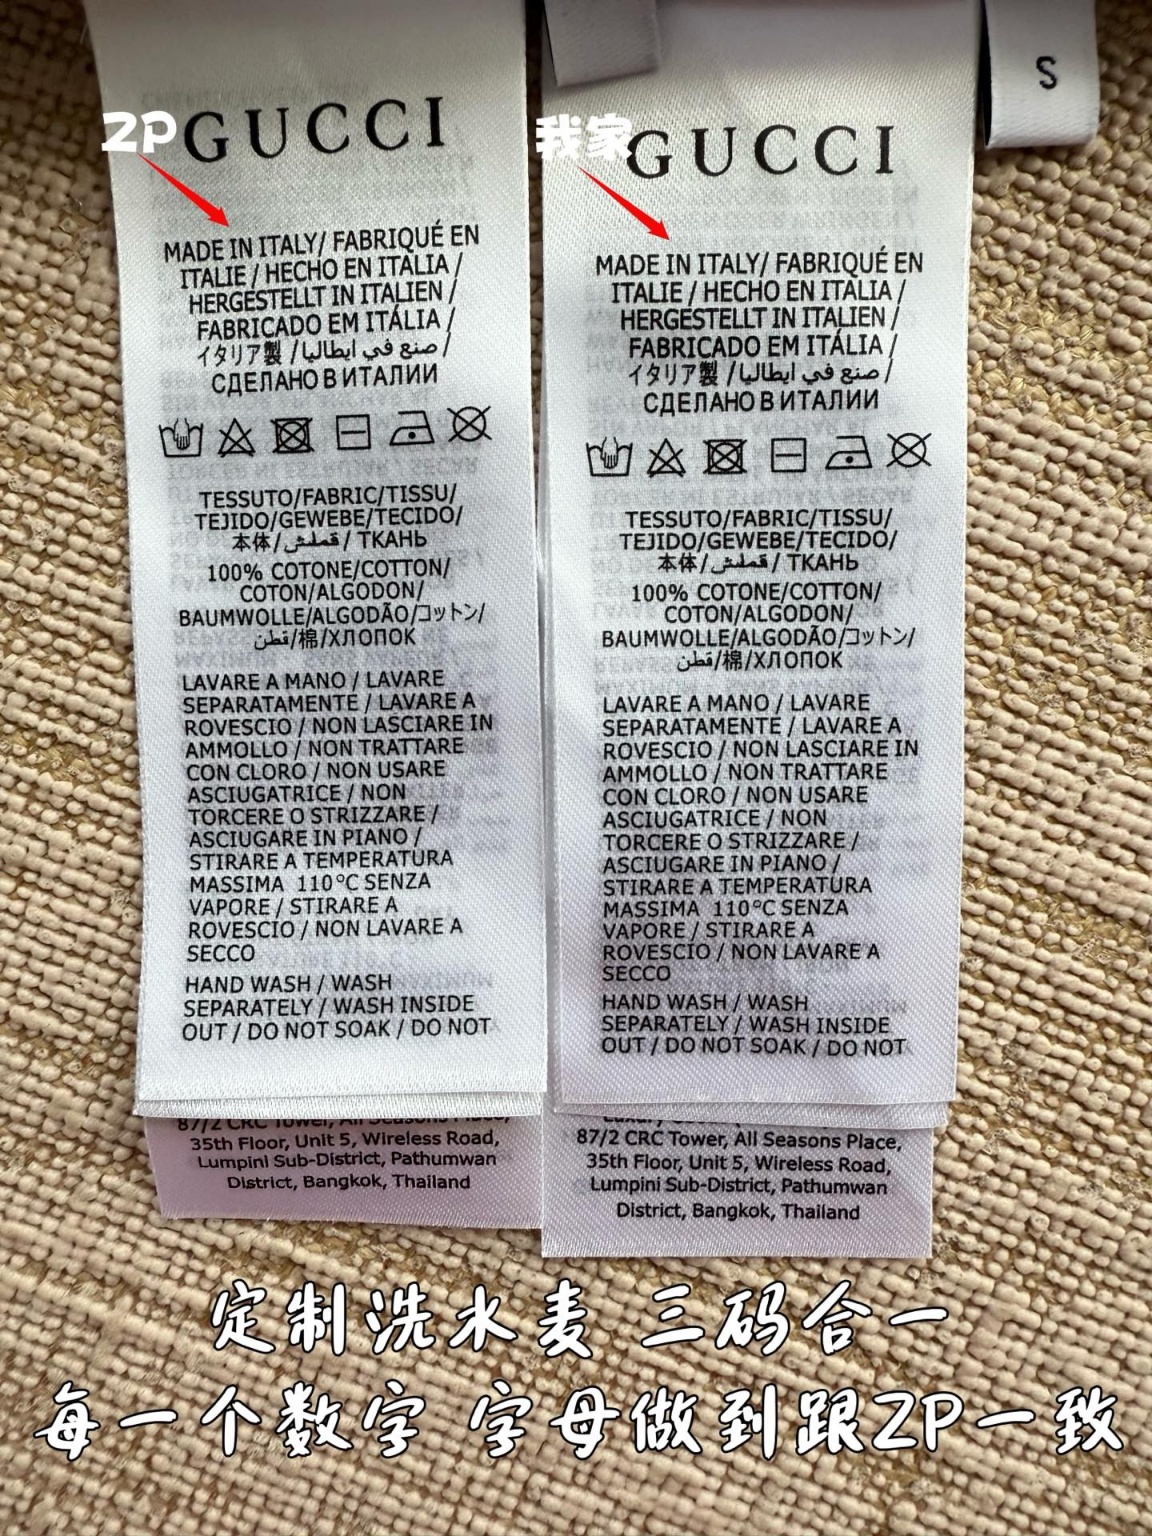 ZP
GUCCI
MADE IN ITALY/ FABRIQUÉ EN
ITALIE / HECHO EN ITALIA /
HERGESTELLT IN ITALIEN /
FABRICADO EM ITÁLIA /
イタリア製 /صنع في ايطاليا /
СДЕЛАНО В ИТАЛИИ
TESSUTO/FABRIC/TISSU/
TEJIDO/GEWEBE/TECIDO/
本体/قملش/ ТКАНЬ
100% COTONE/COTTON/
COTON/ALGODON/
BAUMWOLLE/ALGODÃO/コットン/
قطن/棉/ХЛОПОК
LAVARE A MANO / LAVARE
SEPARATAMENTE / LAVARE A
ROVESCIO / NON LASCIARE IN
AMMOLLO / NON TRATTARE
CON CLORO / NON USARE
ASCIUGATRICE / NON
TORCERE O STRIZZARE /
ASCIUGARE IN PIANO /
STIRARE A TEMPERATURA
MASSIMA 110°C SENZA
VAPORE / STIRARE A
ROVESCIO / NON LAVARE A
SECCO
HAND WASH / WASH
SEPARATELY / WASH INSIDE
OUT / DO NOT SOAK / DO NOT
87/2 CRC Tower, All Seasons Place,
35th Floor, Unit 5, Wireless Road,
Lumpini Sub-District, Pathumwan
District, Bangkok, Thailand
我家
GUCCI
MADE IN ITALY/ FABRIQUÉ EN
ITALIE / HECHO EN ITALIA /
HERGESTELLT IN ITALIEN /
FABRICADO EM ITÁLIA /
イタリア製 /صنع في ايطاليا /
СДЕЛАНО В ИТАЛИИ
TESSUTO/FABRIC/TISSU/
TEJIDO/GEWEBE/TECIDO/
本体/قملش/ ТКАНЬ
100% COTONE/COTTON/
COTON/ALGODON/
BAUMWOLLE/ALGODÃO/コットン/
قطن/棉/ХЛОПОК
LAVARE A MANO / LAVARE
SEPARATAMENTE / LAVARE A
ROVESCIO / NON LASCIARE IN
AMMOLLO / NON TRATTARE
CON CLORO / NON USARE
ASCIUGATRICE / NON
TORCERE O STRIZZARE /
ASCIUGARE IN PIANO /
STIRARE A TEMPERATURA
MASSIMA 110°C SENZA
VAPORE / STIRARE A
ROVESCIO / NON LAVARE A
SECCO
HAND WASH / WASH
SEPARATELY / WASH INSIDE
OUT / DO NOT SOAK / DO NOT
87/2 CRC Tower, All Seasons Place,
35th Floor, Unit 5, Wireless Road,
Lumpini Sub-District, Pathumwan
District, Bangkok, Thailand
S
定制洗水麦 三码合一
每一个数字 字母做到跟ZP一致